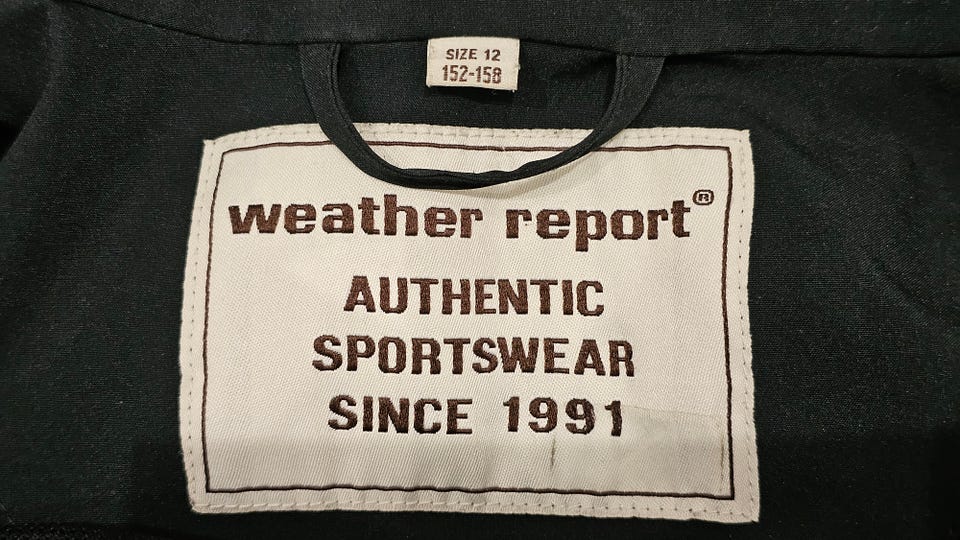 SIZE 12
152-158
weather report®
AUTHENTIC
SPORTSWEAR
SINCE 1991